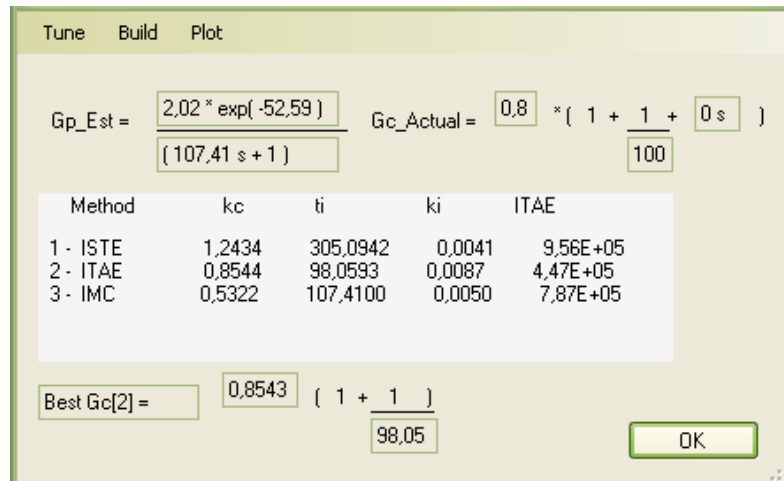 Tune Build Plot
Gp_Est = 2,02 * exp( -52,59 ) Gc_Actual = 0,8 * ( 1 + 1 + 0 s )
( 107,41 s + 1 ) 100
Method kc ti ki ITAE
1 - ISTE 1,2434 305,0942 0,0041 9,56E+05
2 - ITAE 0,8544 98,0593 0,0087 4,47E+05
3 - IMC 0,5322 107,4100 0,0050 7,87E+05
Best Gc[2] = 0,8543 ( 1 + 1 )
98,05
OK